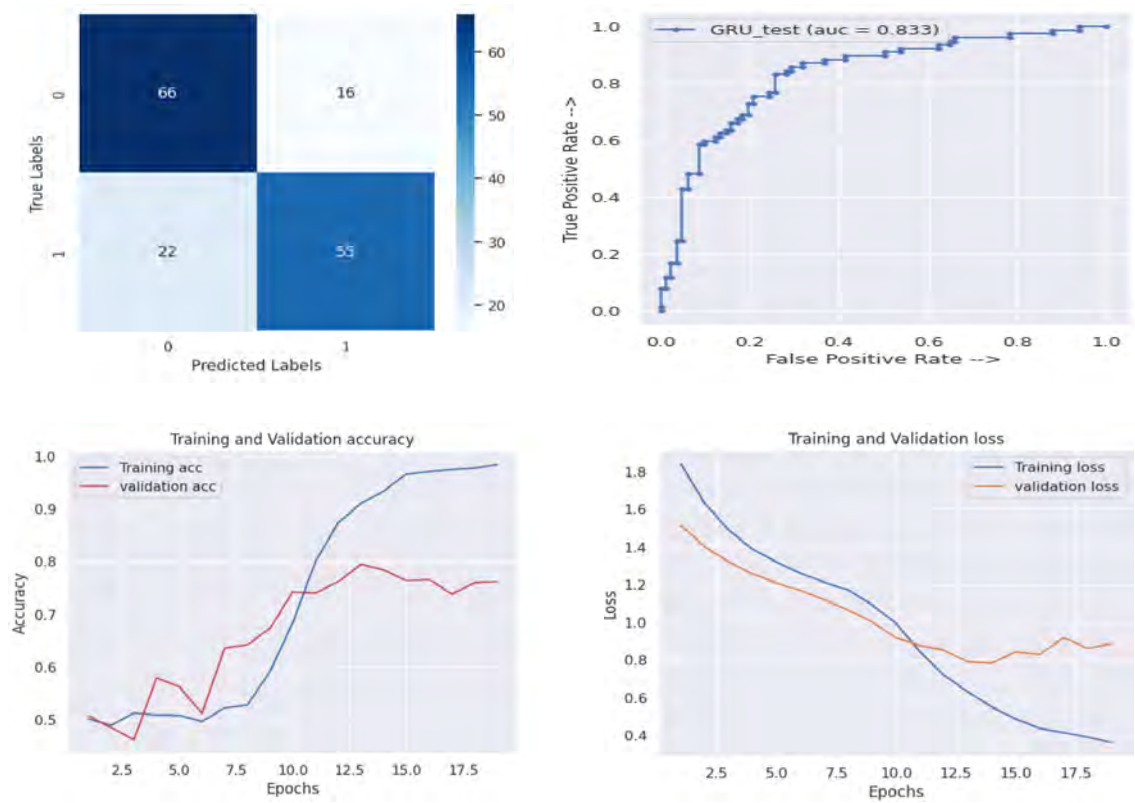 0
1
True Labels
66
16
22
55
0
1
Predicted Labels
60
50
40
30
20
GRU_test (auc = 0.833)
True Positive Rate -->
1.0
0.8
0.6
0.4
0.2
0.0
0.0 0.2 0.4 0.6 0.8 1.0
False Positive Rate -->
Training and Validation accuracy
Training acc
validation acc
Accuracy
1.0
0.9
0.8
0.7
0.6
0.5
2.5 5.0 7.5 10.0 12.5 15.0 17.5
Epochs
Training and Validation loss
Training loss
validation loss
Loss
1.8
1.6
1.4
1.2
1.0
0.8
0.6
0.4
2.5 5.0 7.5 10.0 12.5 15.0 17.5
Epochs